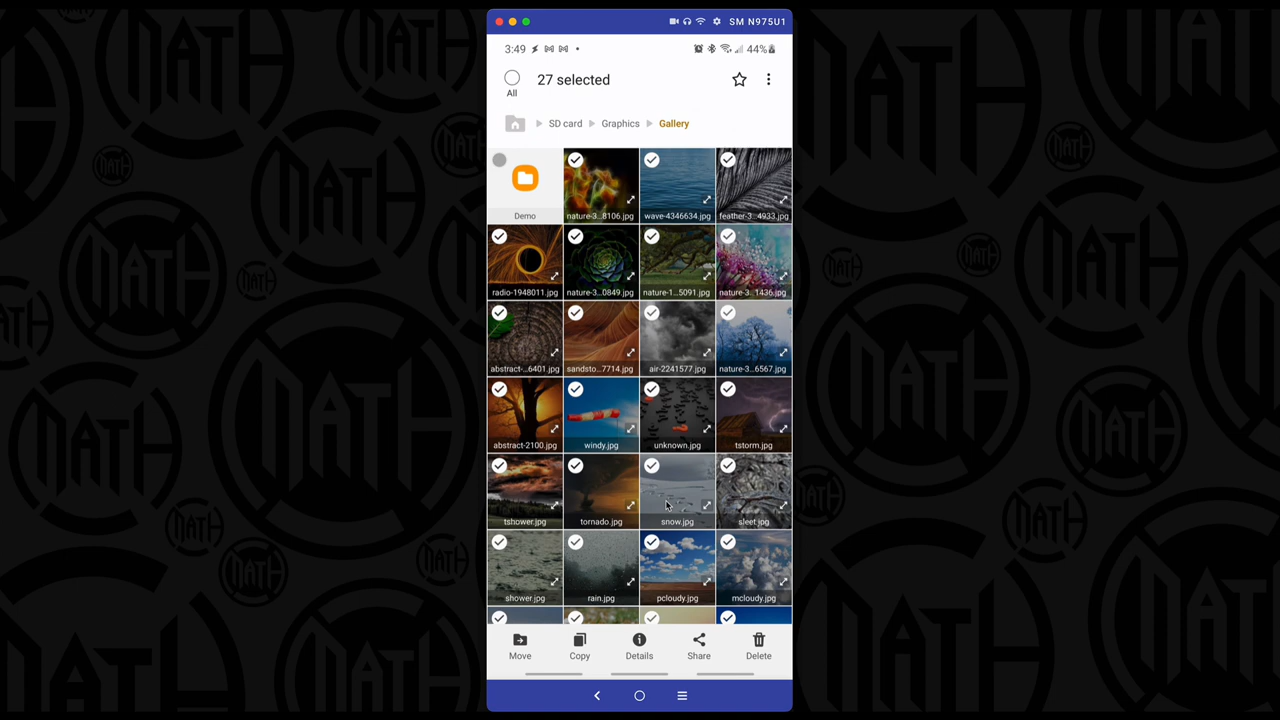 SM N975U1
3:49
44%
All
27 selected
SD card
Graphics
Gallery
Demo
nature-3...8106.jpg
wave-4346634.jpg
feather-3...4933.jpg
radio-1948011.jpg
nature-3...0849.jpg
nature-1...5091.jpg
nature-3...1436.jpg
abstract-...6401.jpg
sandsto...7714.jpg
air-2241577.jpg
nature-3...6567.jpg
abstract-2100.jpg
windy.jpg
unknown.jpg
tstorm.jpg
tshower.jpg
tornado.jpg
snow.jpg
sleet.jpg
shower.jpg
rain.jpg
pcloudy.jpg
mcloudy.jpg
Move
Copy
Details
Share
Delete